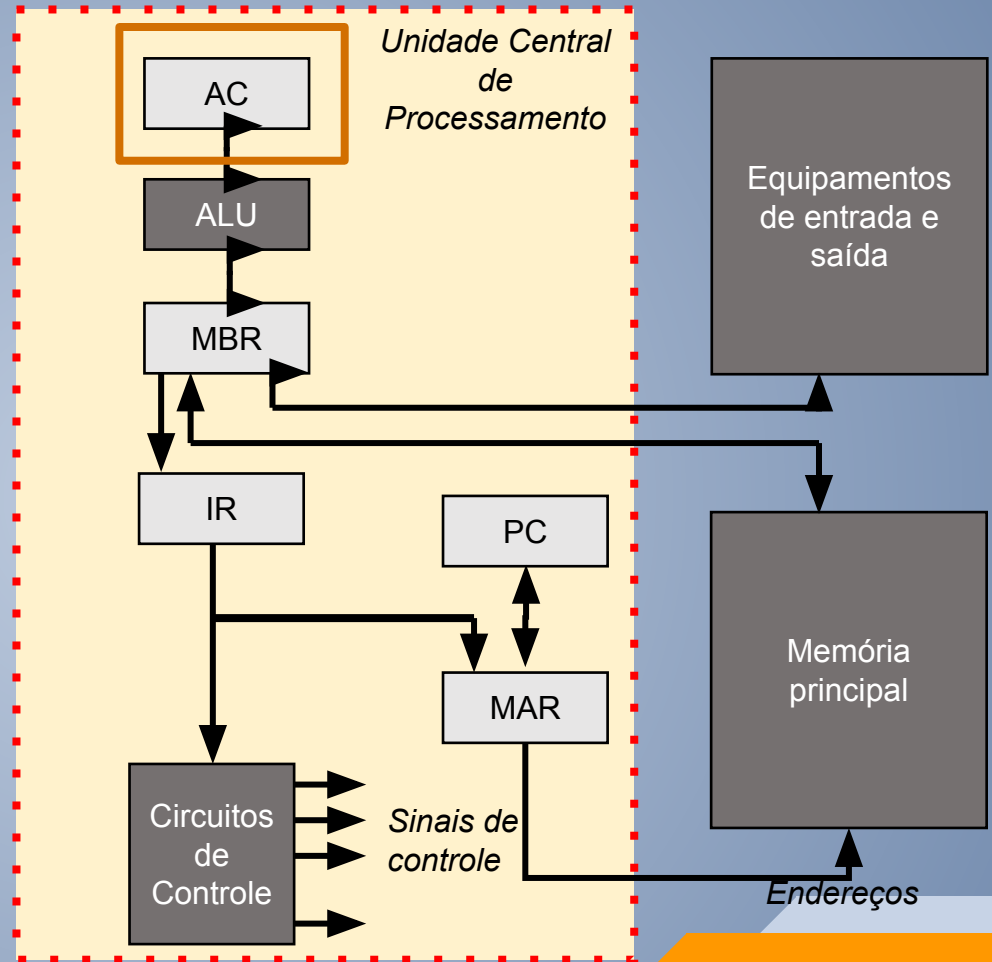 Unidade Central
de
Processamento
AC
ALU
MBR
IR
PC
MAR
Circuitos
de
Controle
Sinais de
controle
Equipamentos
de entrada e
saída
Memória
principal
Endereços